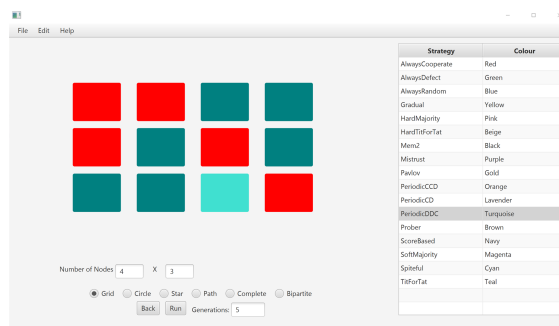 File Edit Help
Strategy Colour
AlwaysCooperate Red
AlwaysDefect Green
AlwaysRandom Blue
Gradual Yellow
HardMajority Pink
HardTitForTat Beige
Mem2 Black
Mistrust Purple
Pavlov Gold
PeriodicCCD Orange
PeriodicCD Lavender
PeriodicDDC Turquoise
Prober Brown
ScoreBased Navy
SoftMajority Magenta
Spiteful Cyan
TitForTat Teal
Number of Nodes 4 X 3
Grid Circle Star Path Complete Bipartite
Back Run Generations: 5